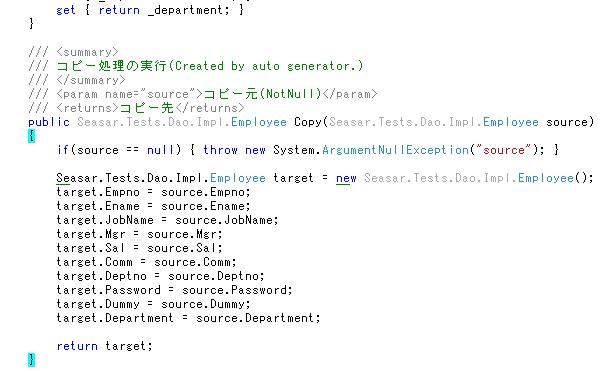 get { return _department; }
}
/// <summary>
/// コピー処理の実行(Created by auto generator.)
/// </summary>
/// <param name="source">コピー元(NotNull)</param>
/// <returns>コピー先</returns>
public Seasar.Tests.Dao.Impl.Employee Copy(Seasar.Tests.Dao.Impl.Employee source)
{
if(source == null) { throw new System.ArgumentNullException("source"); }
Seasar.Tests.Dao.Impl.Employee target = new Seasar.Tests.Dao.Impl.Employee();
target.Empno = source.Empno;
target.Ename = source.Ename;
target.JobName = source.JobName;
target.Mgr = source.Mgr;
target.Sal = source.Sal;
target.Comm = source.Comm;
target.Deptno = source.Deptno;
target.Password = source.Password;
target.Dummy = source.Dummy;
target.Department = source.Department;
return target;
}